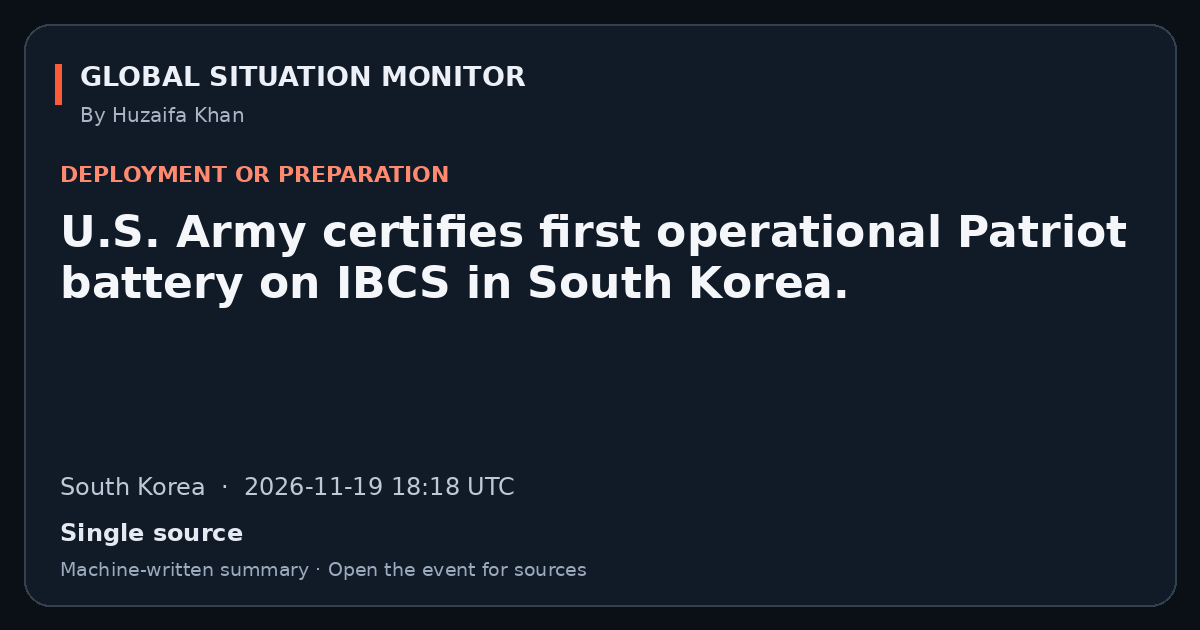 GLOBAL SITUATION MONITOR
By Huzaifa Khan
DEPLOYMENT OR PREPARATION
U.S. Army certifies first operational Patriot
battery on IBCS in South Korea.
South Korea · 2026-11-19 18:18 UTC
Single source
Machine-written summary · Open the event for sources